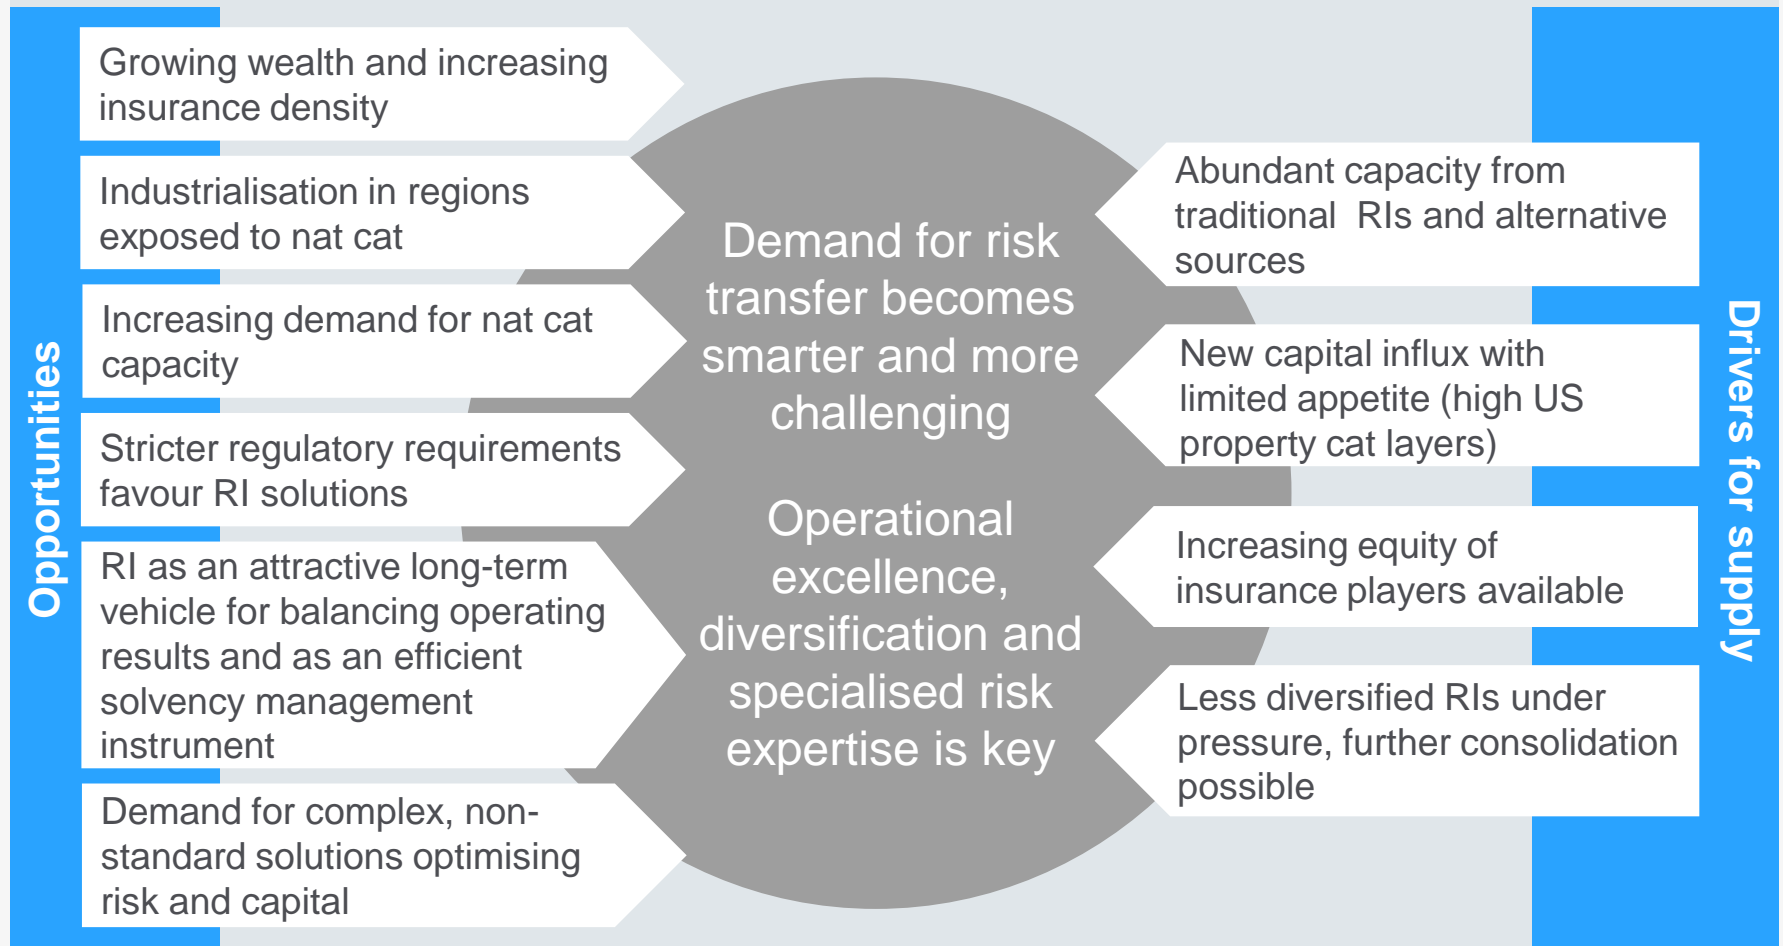 Opportunities
Growing wealth and increasing
insurance density
Industrialisation in regions
exposed to nat cat
Increasing demand for nat cat
capacity
Stricter regulatory requirements
favour RI solutions
RI as an attractive long-term
vehicle for balancing operating
results and as an efficient
solvency management
instrument
Demand for complex, non-
standard solutions optimising
risk and capital
Demand for risk
transfer becomes
smarter and more
challenging
Operational
excellence,
diversification and
specialised risk
expertise is key
Abundant capacity from
traditional  RIs and alternative
sources
New capital influx with
limited appetite (high US
property cat layers)
Increasing equity of
insurance players available
Less diversified RIs under
pressure, further consolidation
possible
Drivers for supply